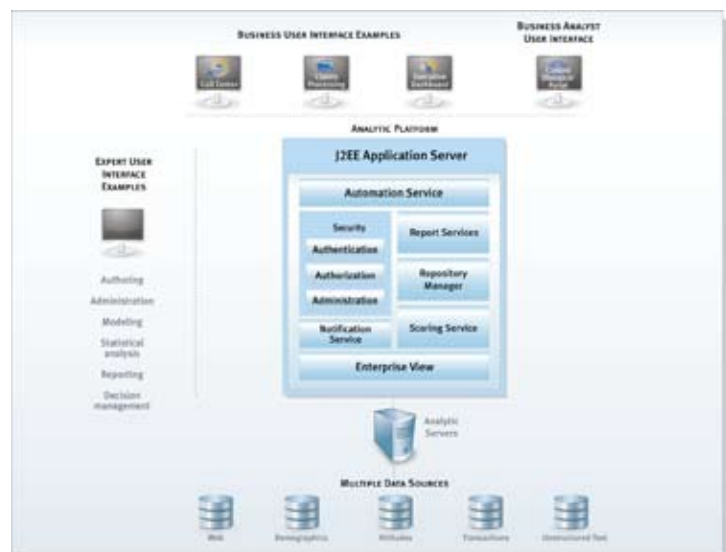 Business User Interface Examples
Business Analyst
User Interface
Call Center
Claims
Processing
Executive
Dashboard
Portal
Analytic Platform
J2EE Application Server
Expert User
Interface
Examples
Automation Service
Security
Report Services
Authentication
Authorization
Repository
Manager
Administration
Notification
Service
Scoring Service
Enterprise View
Authoring
Administration
Modeling
Statistical
analysis
Reporting
Decision
management
Analytic
Servers
Multiple Data Sources
Web
Demographics
Attitudes
Transactions
Unstructured Text